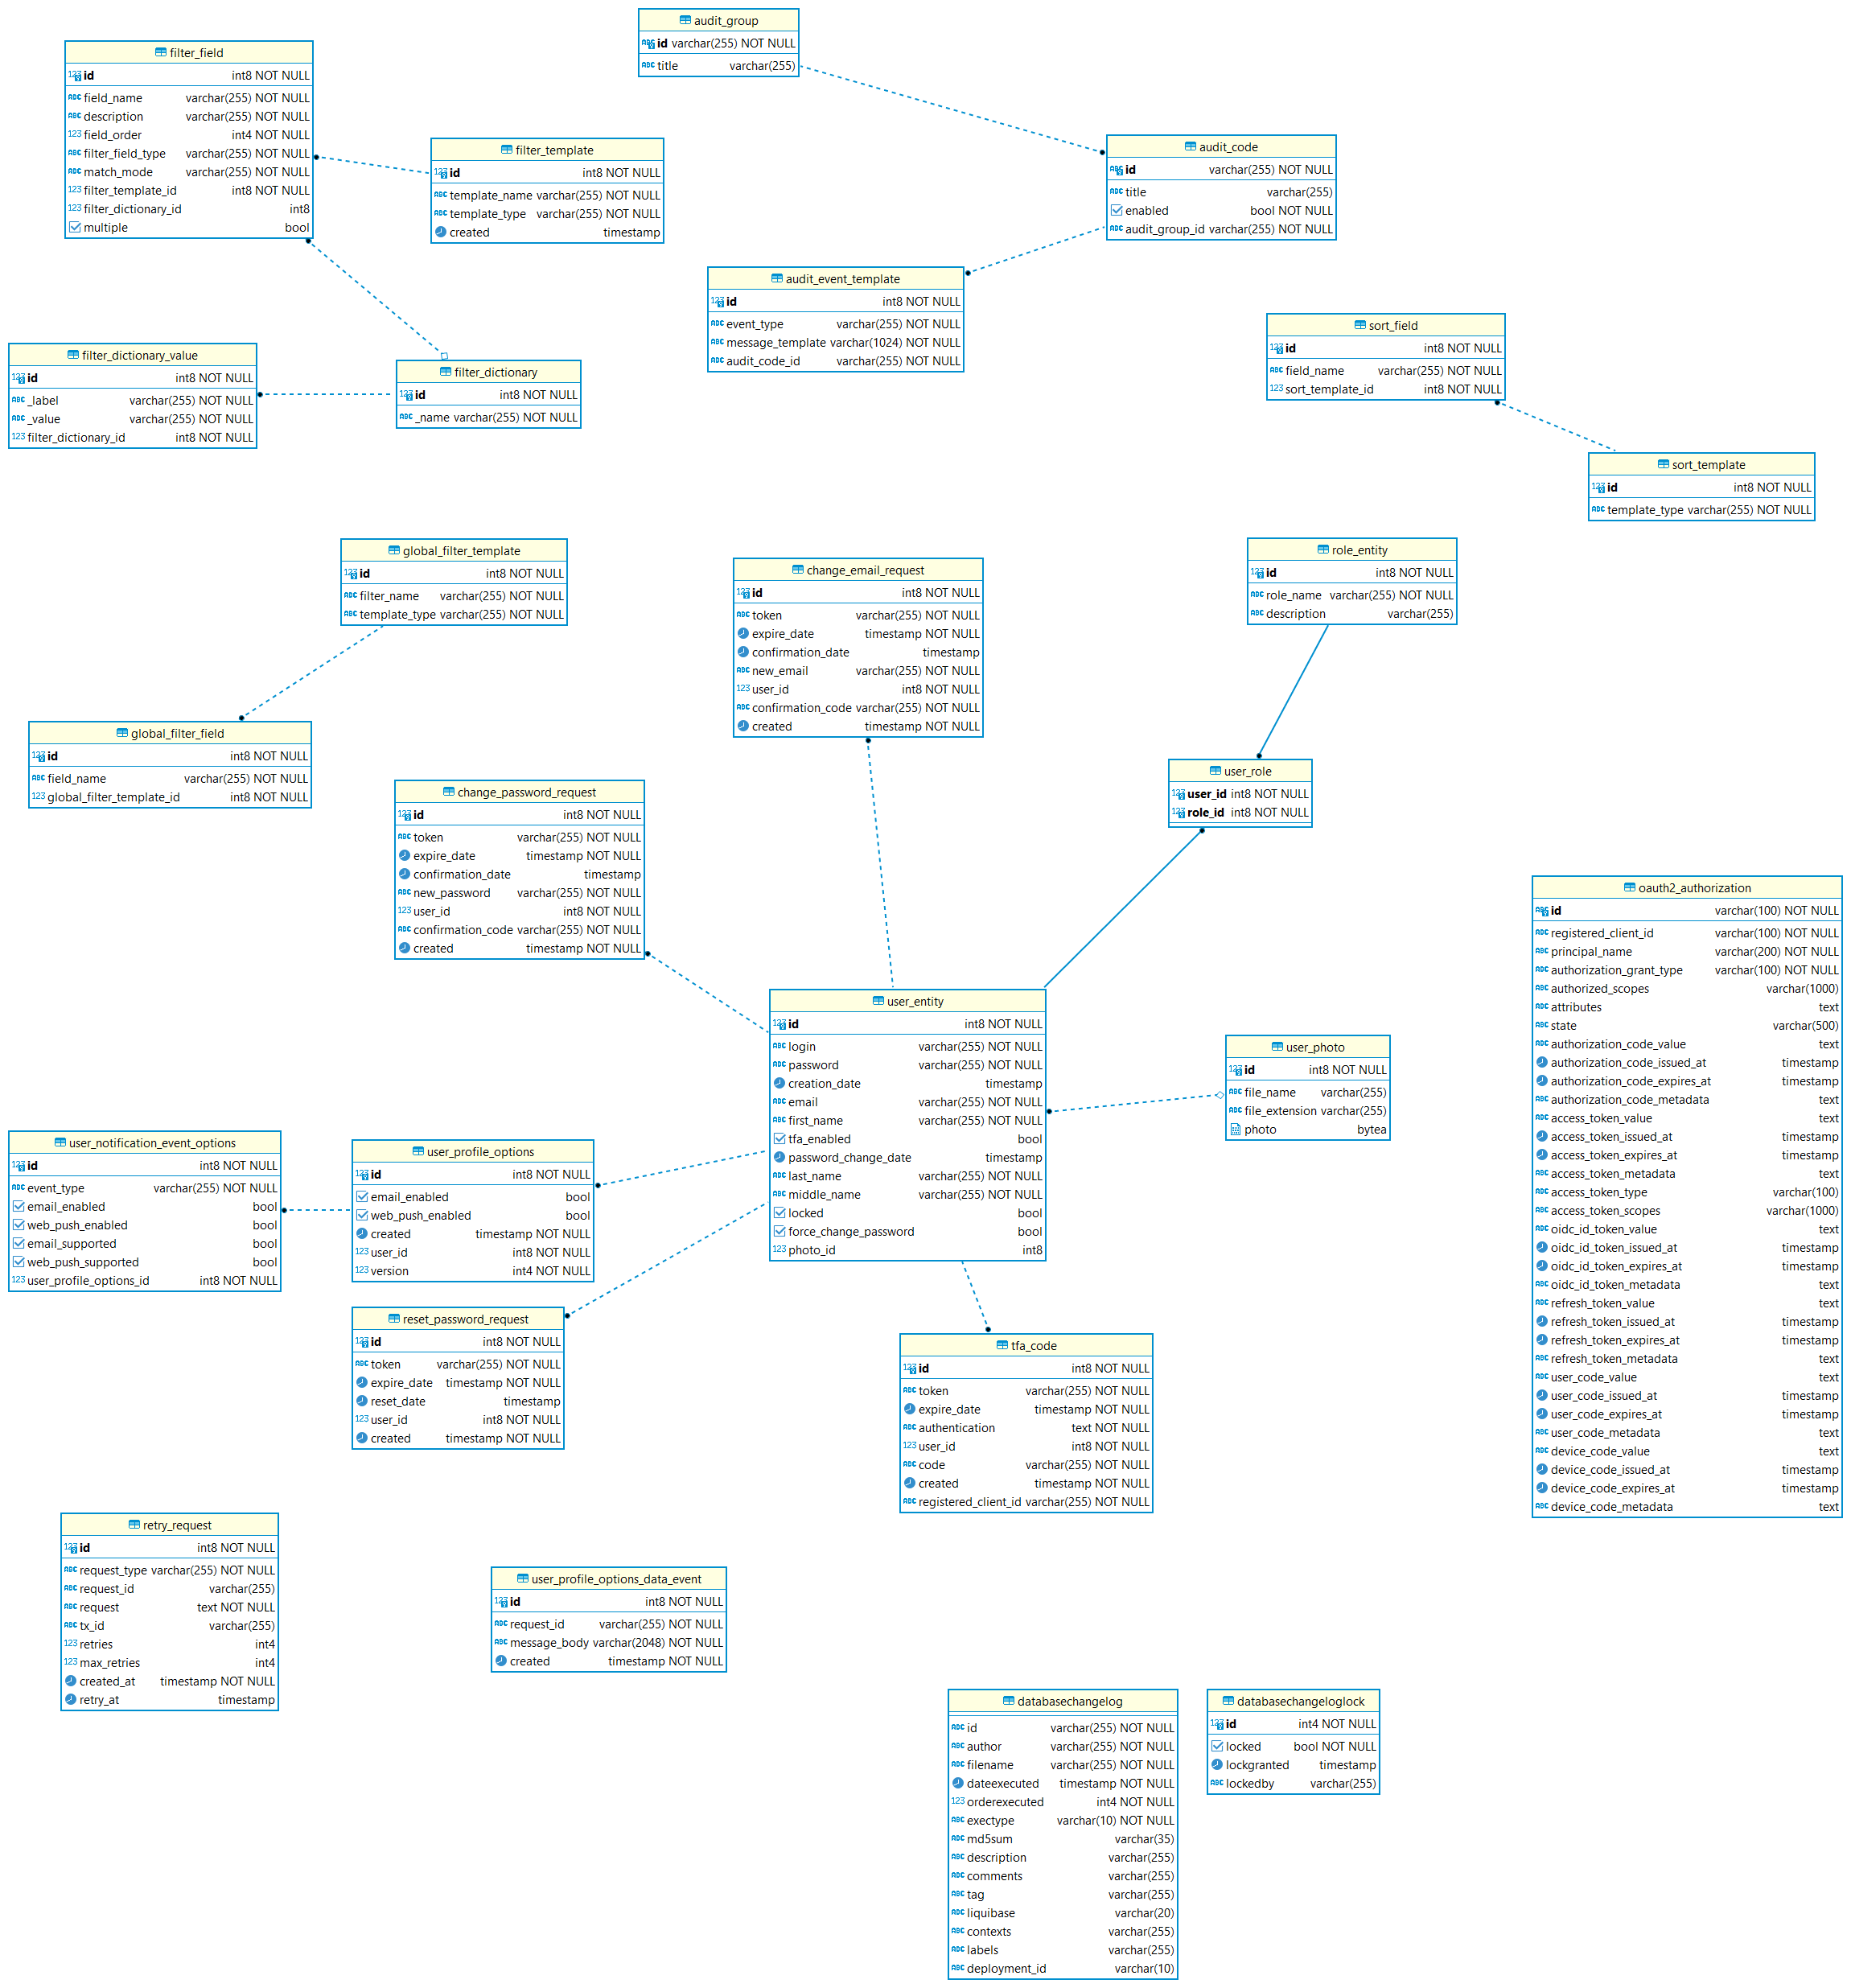 audit_group
id varchar(255) NOT NULL
title varchar(255)
filter_field
id int8 NOT NULL
field_name varchar(255) NOT NULL
description varchar(255) NOT NULL
field_order int4 NOT NULL
filter_field_type varchar(255) NOT NULL
match_mode varchar(255) NOT NULL
filter_template_id int8 NOT NULL
filter_dictionary_id int8
multiple bool
filter_template
id int8 NOT NULL
template_name varchar(255) NOT NULL
template_type varchar(255) NOT NULL
created timestamp
audit_code
id varchar(255) NOT NULL
title varchar(255)
enabled bool NOT NULL
audit_group_id varchar(255) NOT NULL
audit_event_template
id int8 NOT NULL
event_type varchar(255) NOT NULL
message_template varchar(1024) NOT NULL
audit_code_id varchar(255) NOT NULL
sort_field
id int8 NOT NULL
field_name varchar(255) NOT NULL
sort_template_id int8 NOT NULL
filter_dictionary_value
id int8 NOT NULL
_label varchar(255) NOT NULL
_value varchar(255) NOT NULL
filter_dictionary_id int8 NOT NULL
filter_dictionary
id int8 NOT NULL
_name varchar(255) NOT NULL
sort_template
id int8 NOT NULL
template_type varchar(255) NOT NULL
global_filter_template
id int8 NOT NULL
filter_name varchar(255) NOT NULL
template_type varchar(255) NOT NULL
change_email_request
id int8 NOT NULL
token varchar(255) NOT NULL
expire_date timestamp NOT NULL
confirmation_date timestamp
new_email varchar(255) NOT NULL
user_id int8 NOT NULL
confirmation_code varchar(255) NOT NULL
created timestamp NOT NULL
role_entity
id int8 NOT NULL
role_name varchar(255) NOT NULL
description varchar(255)
global_filter_field
id int8 NOT NULL
field_name varchar(255) NOT NULL
global_filter_template_id int8 NOT NULL
user_role
user_id int8 NOT NULL
role_id int8 NOT NULL
change_password_request
id int8 NOT NULL
token varchar(255) NOT NULL
expire_date timestamp NOT NULL
confirmation_date timestamp
new_password varchar(255) NOT NULL
user_id int8 NOT NULL
confirmation_code varchar(255) NOT NULL
created timestamp NOT NULL
oauth2_authorization
id varchar(100) NOT NULL
registered_client_id varchar(100) NOT NULL
principal_name varchar(200) NOT NULL
authorization_grant_type varchar(100) NOT NULL
authorized_scopes varchar(1000)
attributes text
state varchar(500)
authorization_code_value text
authorization_code_issued_at timestamp
authorization_code_expires_at timestamp
authorization_code_metadata text
access_token_value text
access_token_issued_at timestamp
access_token_expires_at timestamp
access_token_metadata text
access_token_type varchar(100)
access_token_scopes varchar(1000)
oidc_id_token_value text
oidc_id_token_issued_at timestamp
oidc_id_token_expires_at timestamp
oidc_id_token_metadata text
refresh_token_value text
refresh_token_issued_at timestamp
refresh_token_expires_at timestamp
refresh_token_metadata text
user_code_value text
user_code_issued_at timestamp
user_code_expires_at timestamp
user_code_metadata text
device_code_value text
device_code_issued_at timestamp
device_code_expires_at timestamp
device_code_metadata text
user_entity
id int8 NOT NULL
login varchar(255) NOT NULL
password varchar(255) NOT NULL
creation_date timestamp
email varchar(255) NOT NULL
first_name varchar(255) NOT NULL
tfa_enabled bool
password_change_date timestamp
last_name varchar(255) NOT NULL
middle_name varchar(255) NOT NULL
locked bool
force_change_password bool
photo_id int8
user_photo
id int8 NOT NULL
file_name varchar(255)
file_extension varchar(255)
photo bytea
user_notification_event_options
id int8 NOT NULL
event_type varchar(255) NOT NULL
email_enabled bool
web_push_enabled bool
email_supported bool
web_push_supported bool
user_profile_options_id int8 NOT NULL
user_profile_options
id int8 NOT NULL
email_enabled bool
web_push_enabled bool
created timestamp NOT NULL
user_id int8 NOT NULL
version int4 NOT NULL
reset_password_request
id int8 NOT NULL
token varchar(255) NOT NULL
expire_date timestamp NOT NULL
reset_date timestamp
user_id int8 NOT NULL
created timestamp NOT NULL
tfa_code
id int8 NOT NULL
token varchar(255) NOT NULL
expire_date timestamp NOT NULL
authentication text NOT NULL
user_id int8 NOT NULL
code varchar(255) NOT NULL
created timestamp NOT NULL
registered_client_id varchar(255) NOT NULL
retry_request
id int8 NOT NULL
request_type varchar(255) NOT NULL
request_id varchar(255)
request text NOT NULL
tx_id varchar(255)
retries int4
max_retries int4
created_at timestamp NOT NULL
retry_at timestamp
user_profile_options_data_event
id int8 NOT NULL
request_id varchar(255) NOT NULL
message_body varchar(2048) NOT NULL
created timestamp NOT NULL
databasechangelog
id varchar(255) NOT NULL
author varchar(255) NOT NULL
filename varchar(255) NOT NULL
dateexecuted timestamp NOT NULL
orderexecuted int4 NOT NULL
exectype varchar(10) NOT NULL
md5sum varchar(35)
description varchar(255)
comments varchar(255)
tag varchar(255)
liquibase varchar(20)
contexts varchar(255)
labels varchar(255)
deployment_id varchar(10)
databasechangeloglock
id int4 NOT NULL
locked bool NOT NULL
lockgranted timestamp
lockedby varchar(255)